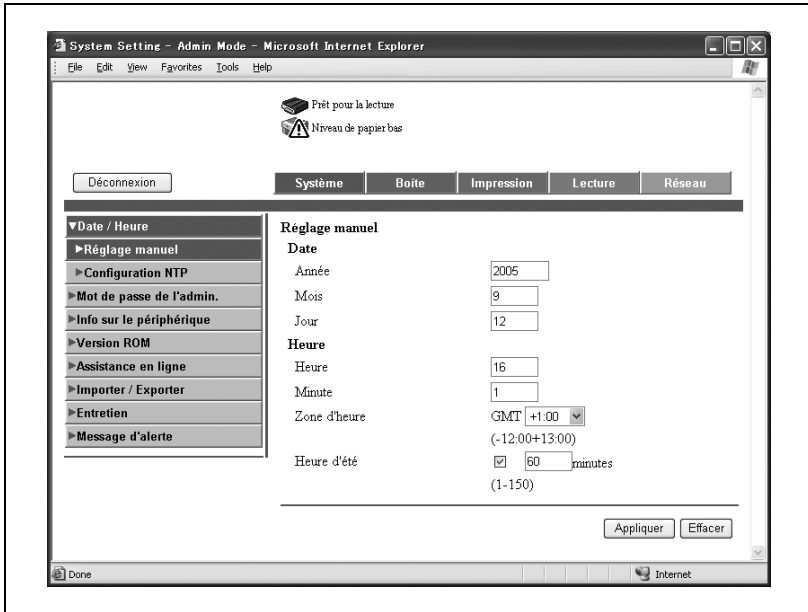 System Setting - Admin Mode - Microsoft Internet Explorer
File Edit View Favorites Tools Help
Prêt pour la lecture
Niveau de papier bas
Déconnexion
Système Boîte Impression Lecture Réseau
▼Date / Heure
►Réglage manuel
►Configuration NTP
►Mot de passe de l'admin.
►Info sur le périphérique
►Version ROM
►Assistance en ligne
►Importer / Exporter
►Entretien
►Message d'alerte
Réglage manuel
Date
Année 2005
Mois 9
Jour 12
Heure
Heure 16
Minute 1
Zone d'heure GMT +1:00
(-12:00+13:00)
Heure d'été 60 minutes
(1-150)
Appliquer Effacer
Done Internet